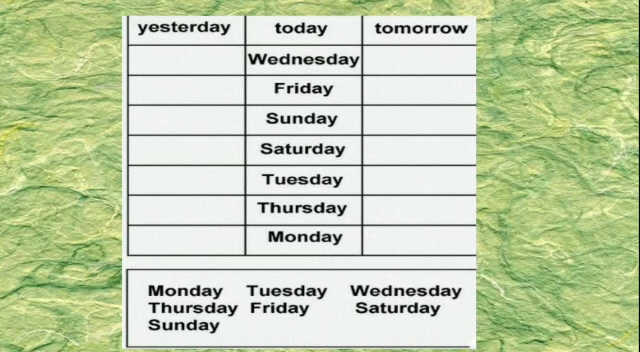 yesterday today tomorrow
Wednesday
Friday
Sunday
Saturday
Tuesday
Thursday
Monday
Monday Tuesday Wednesday
Thursday Friday Saturday
Sunday